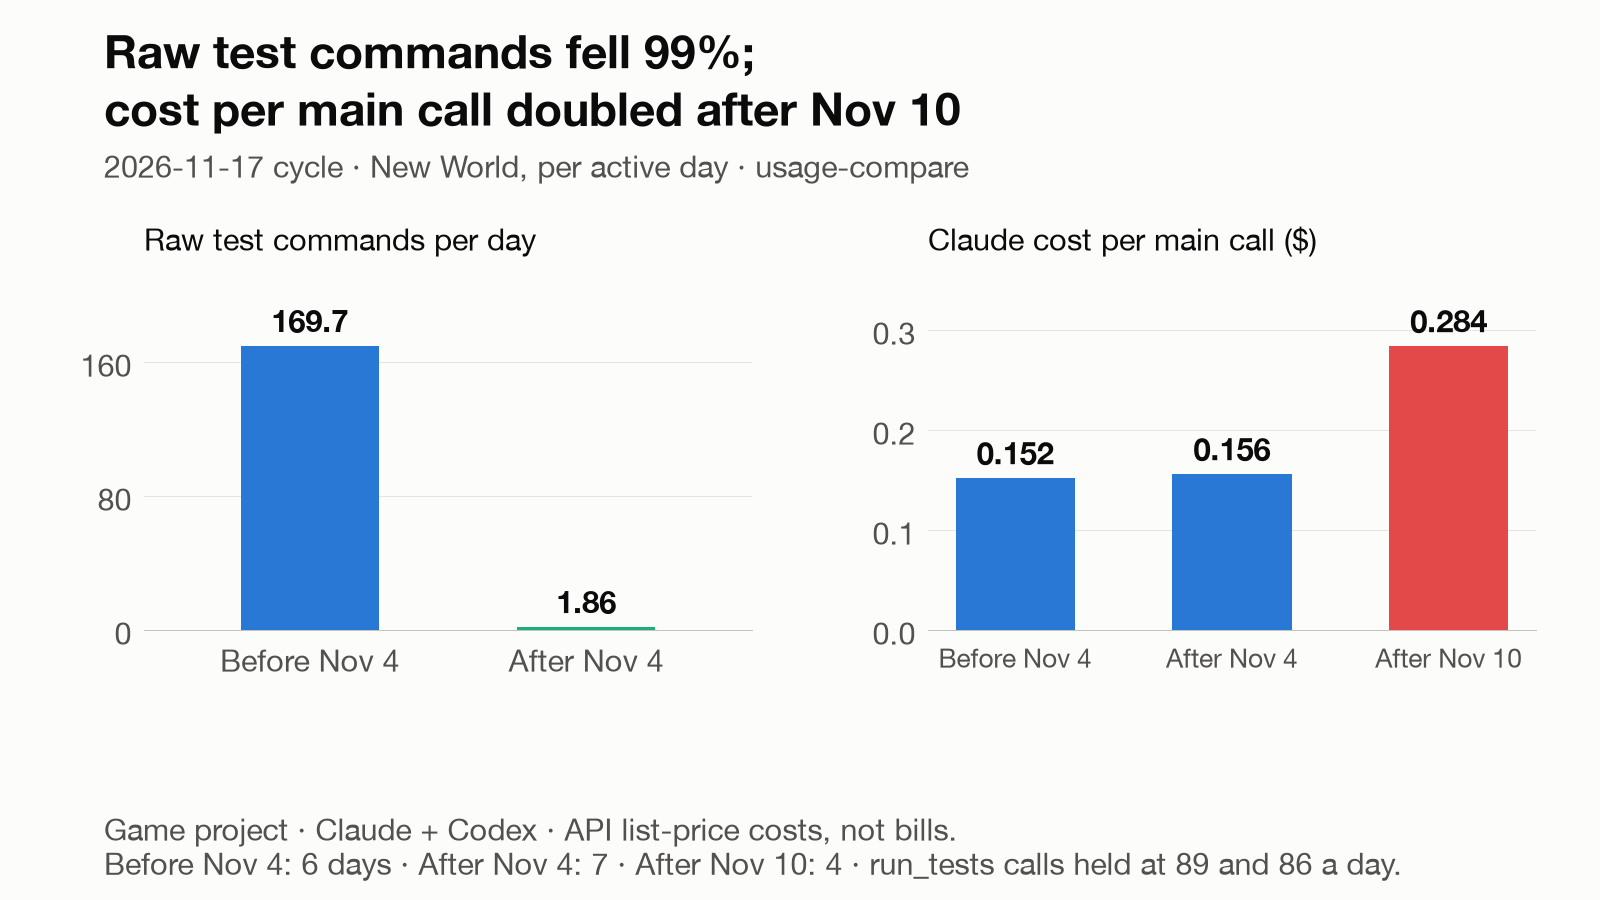 Raw test commands fell 99%;
cost per main call doubled after Nov 10
2026-11-17 cycle · New World, per active day · usage-compare
Raw test commands per day
169.7
160
80
1.86
0
Before Nov 4
After Nov 4
Claude cost per main call ($)
0.3
0.284
0.2
0.152
0.156
0.1
0.0
Before Nov 4
After Nov 4
After Nov 10
Game project · Claude + Codex · API list-price costs, not bills.
Before Nov 4: 6 days · After Nov 4: 7 · After Nov 10: 4 · run_tests calls held at 89 and 86 a day.